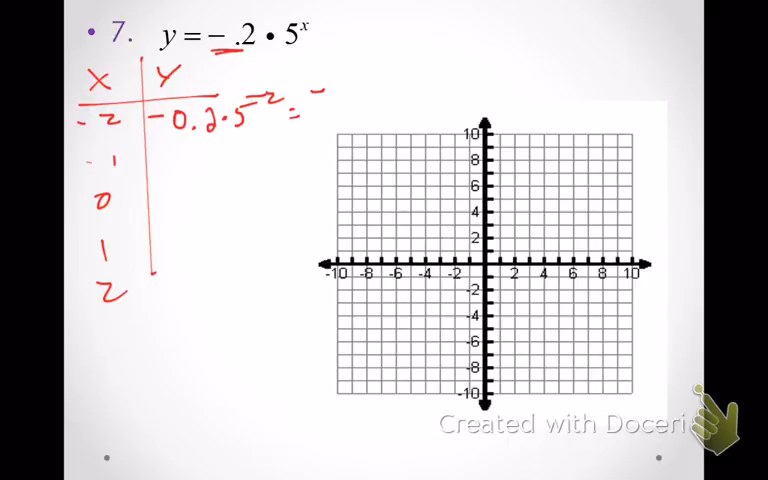 • 7. y = − .2 • 5ˣ
X Y
-2 -0.2·5⁻² = -
-1
0
1
2
10
8
6
4
2
-10 -8 -6 -4 -2 2 4 6 8 10
-2
-4
-6
-8
-10
Created with Doceri